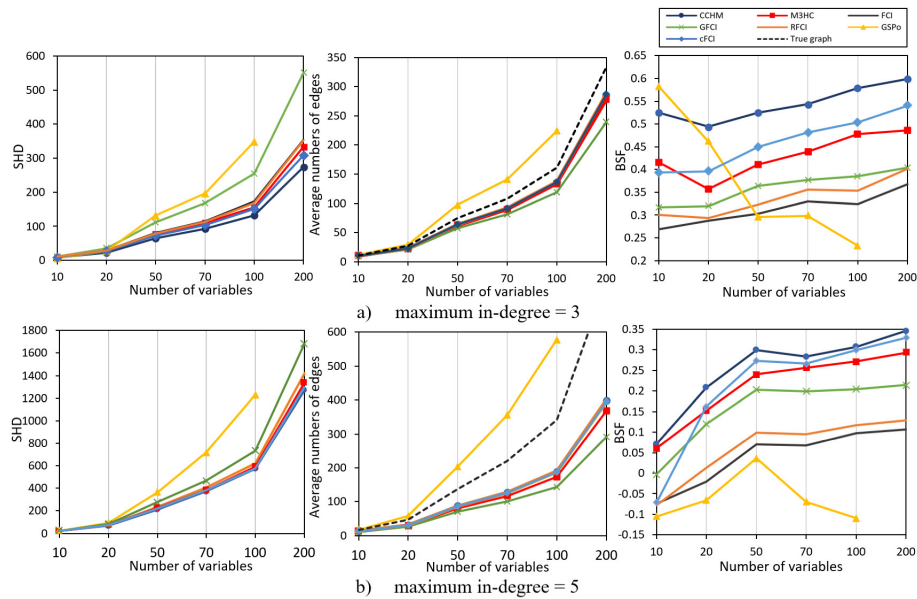 CCHM M3HC FCI
GFCI RFCI GSPo
cFCI True graph
600
500
400
300
200
100
0
SHD
10 20 50 70 100 200
Number of variables
350
300
250
200
150
100
50
0
Average numbers of edges
10 20 50 70 100 200
Number of variables
0.65
0.6
0.55
0.5
0.45
0.4
0.35
0.3
0.25
0.2
BSF
10 20 50 70 100 200
Number of variables
a) maximum in-degree = 3
1800
1600
1400
1200
1000
800
600
400
200
0
SHD
10 20 50 70 100 200
Number of variables
600
500
400
300
200
100
0
Average numbers of edges
10 20 50 70 100 200
Number of variables
0.35
0.3
0.25
0.2
0.15
0.1
0.05
0
-0.05
-0.1
-0.15
BSF
10 20 50 70 100 200
Number of variables
b) maximum in-degree = 5